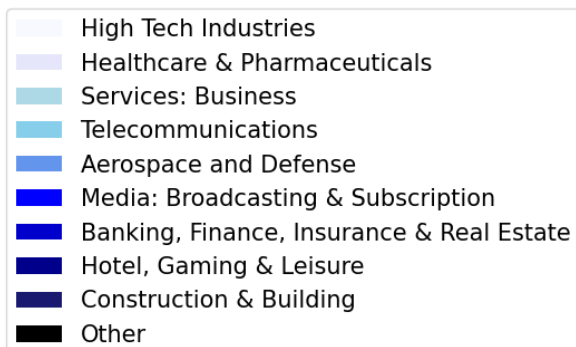 High Tech Industries
Healthcare & Pharmaceuticals
Services: Business
Telecommunications
Aerospace and Defense
Media: Broadcasting & Subscription
Banking, Finance, Insurance & Real Estate
Hotel, Gaming & Leisure
Construction & Building
Other